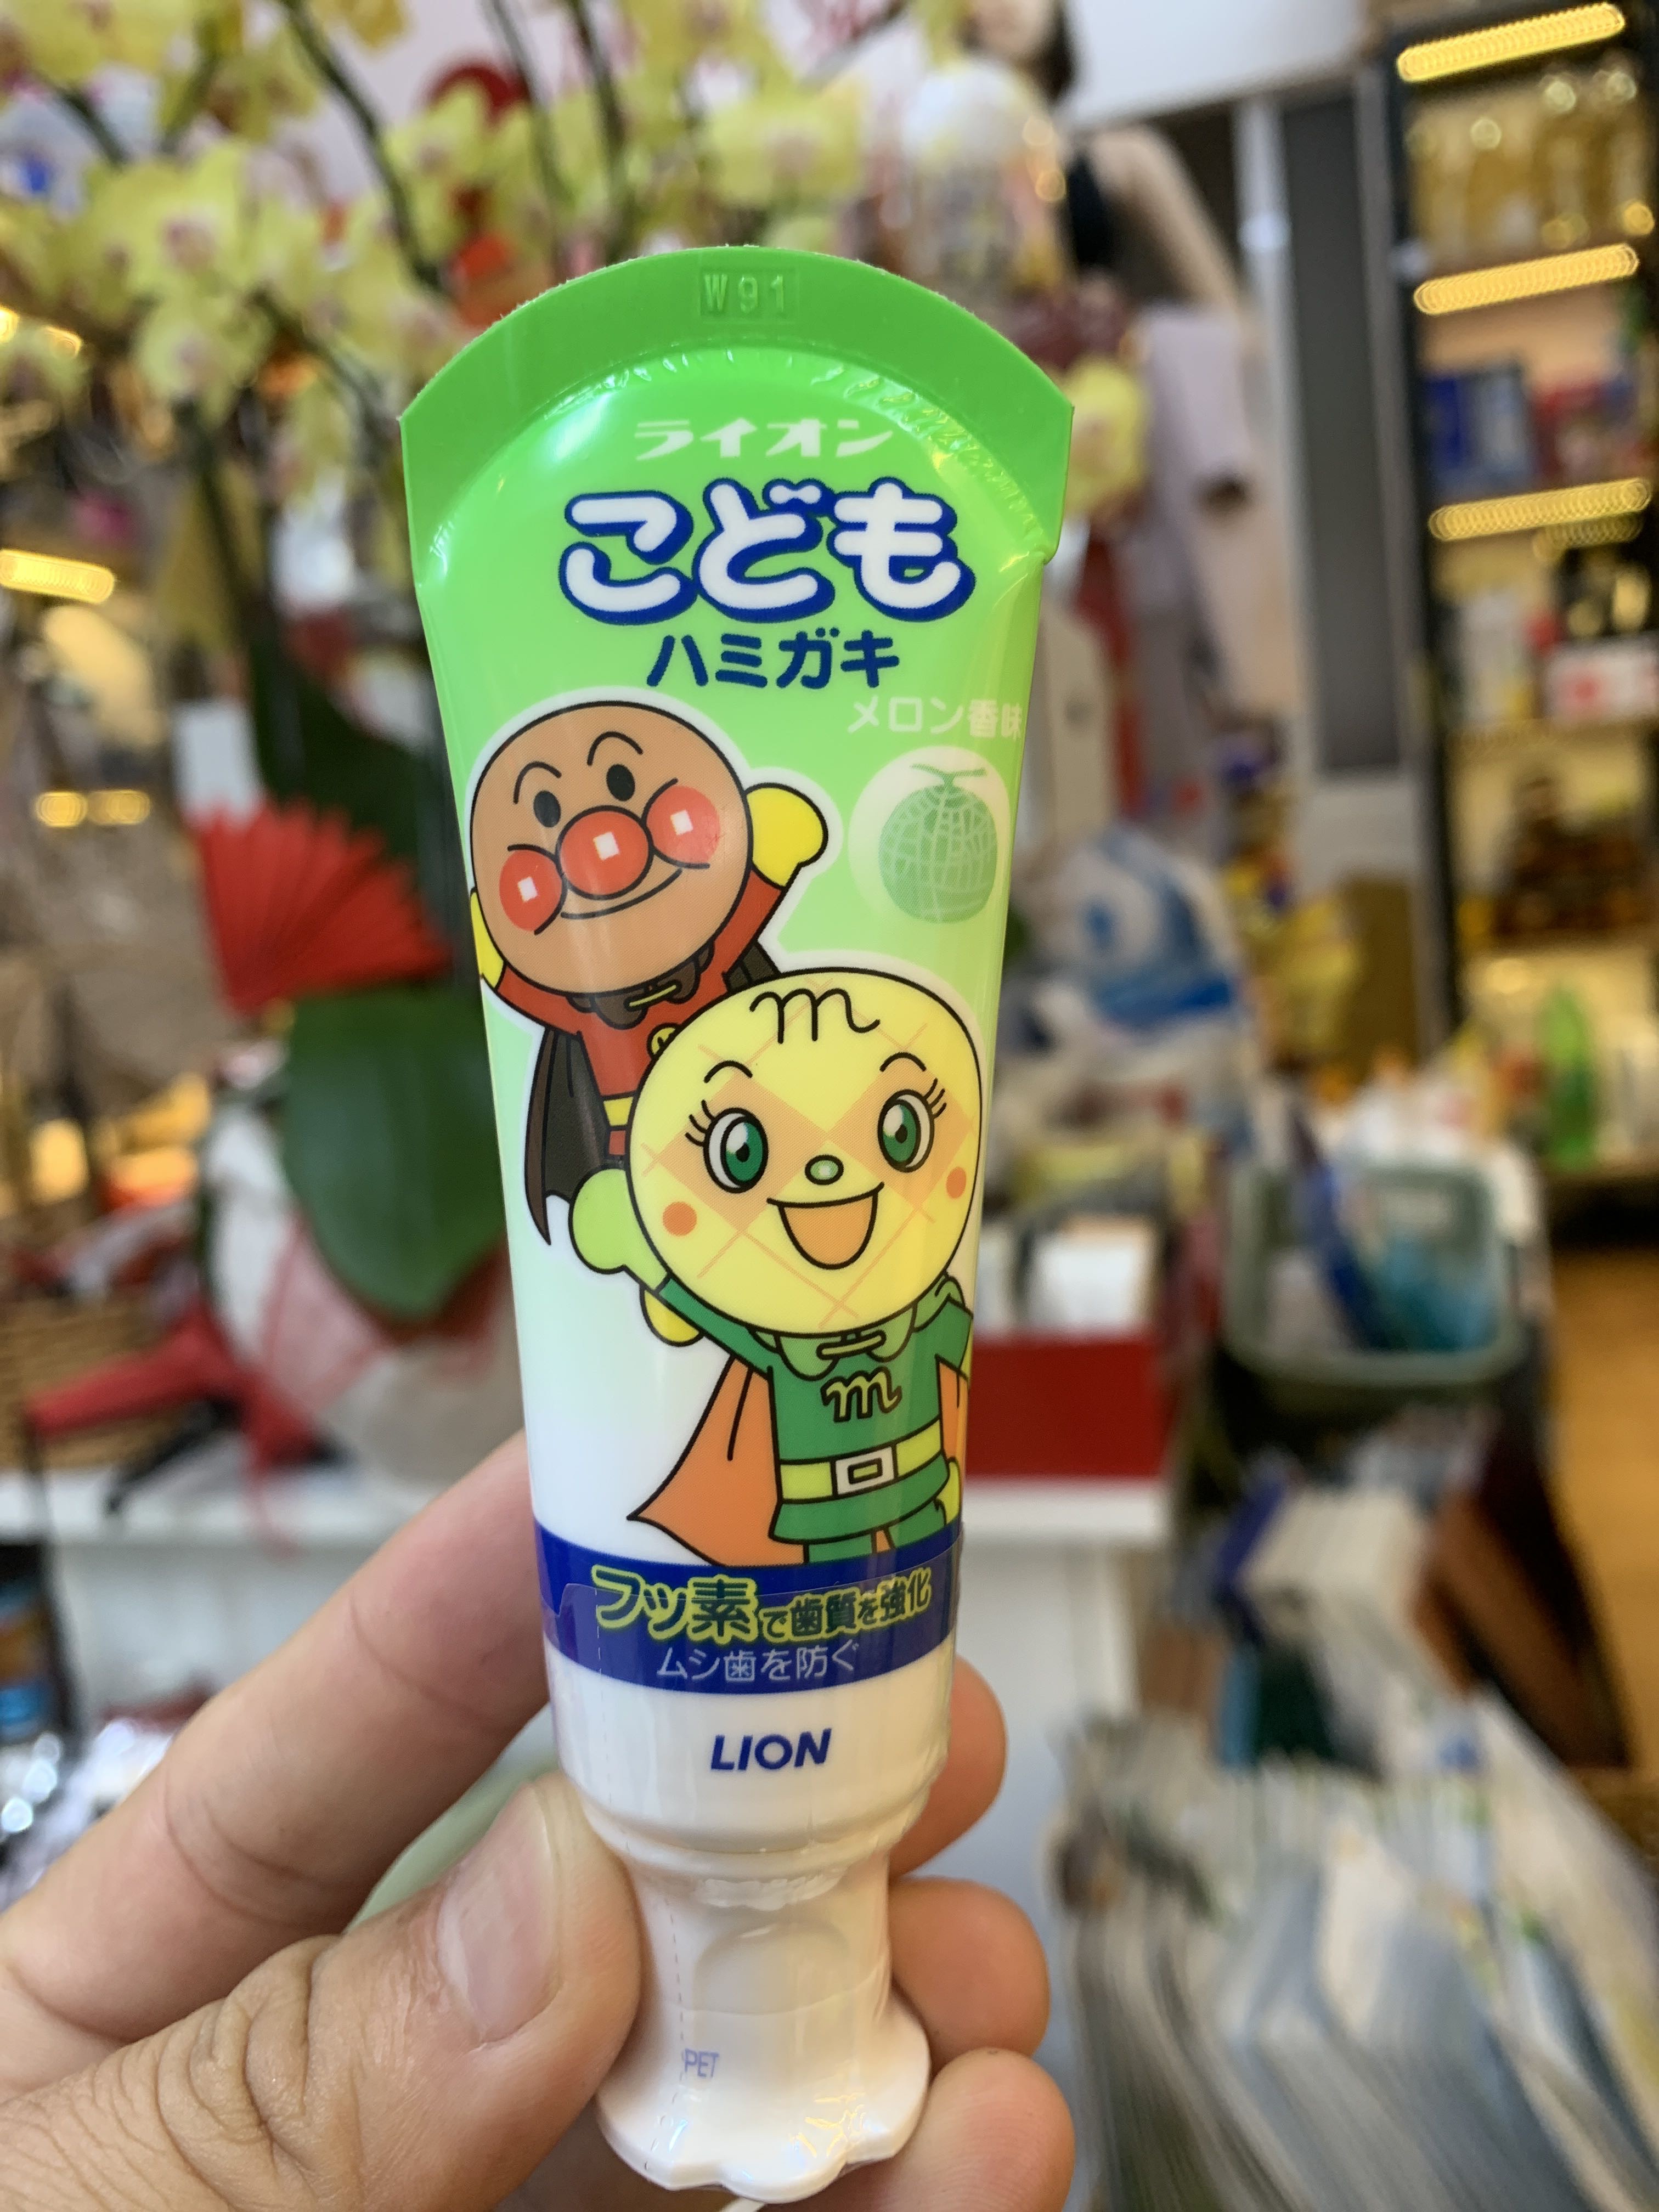 W91
ライオン
こども
ハミガキ
メロン香味
m
m
フッ素で歯質を強化
ムシ歯を防ぐ
LION
PET